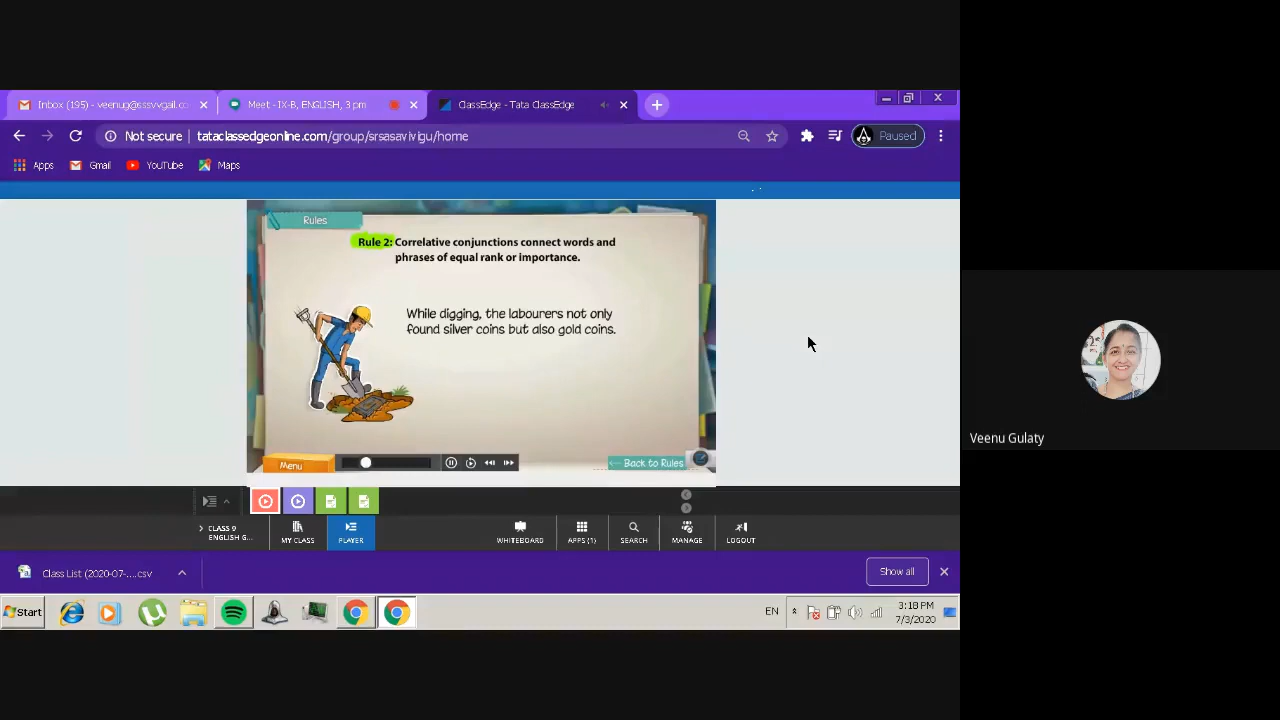 Inbox (195) - veenug@sssvvgail.co
Meet - IX-B, ENGLISH, 3 pm
ClassEdge - Tata ClassEdge
Not secure | tataclassedgeonline.com/group/srsasavivigu/home
Paused
Apps
Gmail
YouTube
Maps
Rules
Rule 2: Correlative conjunctions connect words and
phrases of equal rank or importance.
While digging, the labourers not only
found silver coins but also gold coins.
Menu
Back to Rules
CLASS 9
ENGLISH G...
MY CLASS
PLAYER
WHITEBOARD
APPS (1)
SEARCH
MANAGE
LOGOUT
Veenu Gulaty
Class List (2020-07-....csv
Show all
Start
EN
3:18 PM
7/3/2020